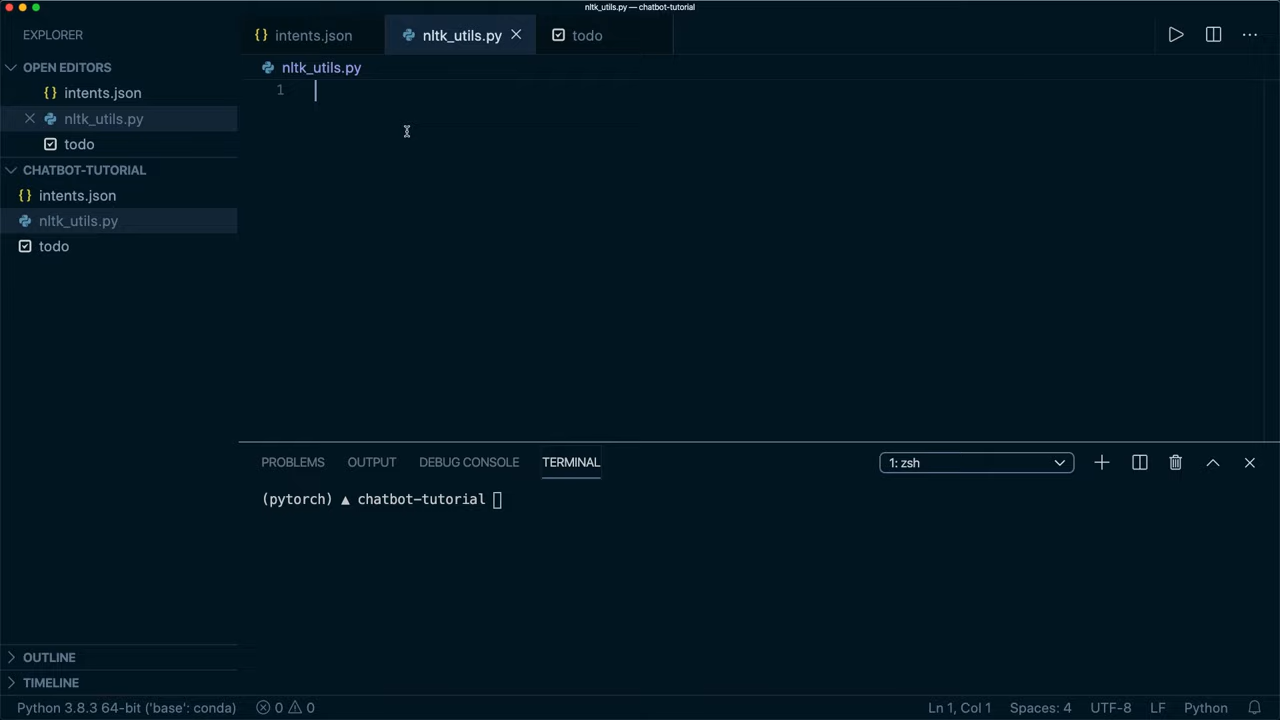 nltk_utils.py — chatbot-tutorial
EXPLORER
intents.json
nltk_utils.py
todo
OPEN EDITORS
intents.json
nltk_utils.py
todo
CHATBOT-TUTORIAL
intents.json
nltk_utils.py
todo
OUTLINE
TIMELINE
nltk_utils.py
1
PROBLEMS OUTPUT DEBUG CONSOLE TERMINAL
1: zsh
(pytorch) ▲ chatbot-tutorial
Python 3.8.3 64-bit ('base': conda) 0 0 Ln 1, Col 1 Spaces: 4 UTF-8 LF Python